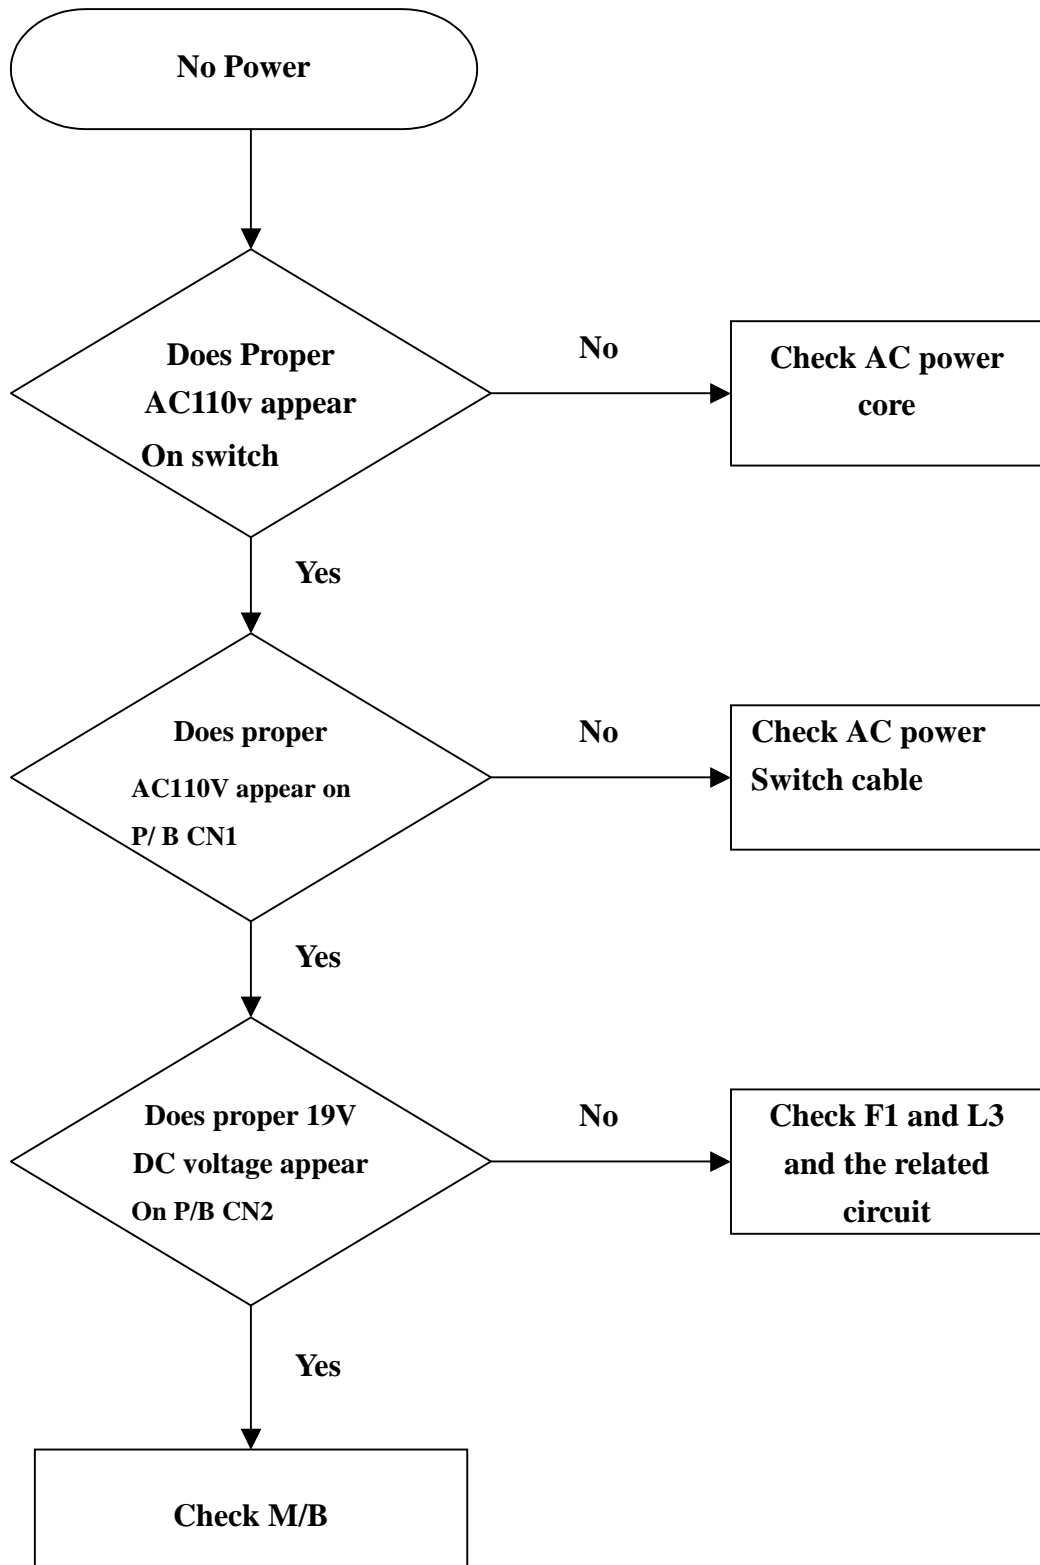 No Power
Does Proper
AC110v appear
On switch
No
Check AC power
core
Yes
Does proper
AC110V appear on
P/ B CN1
No
Check AC power
Switch cable
Yes
Does proper 19V
DC voltage appear
On P/B CN2
No
Check F1 and L3
and the related
circuit
Yes
Check M/B